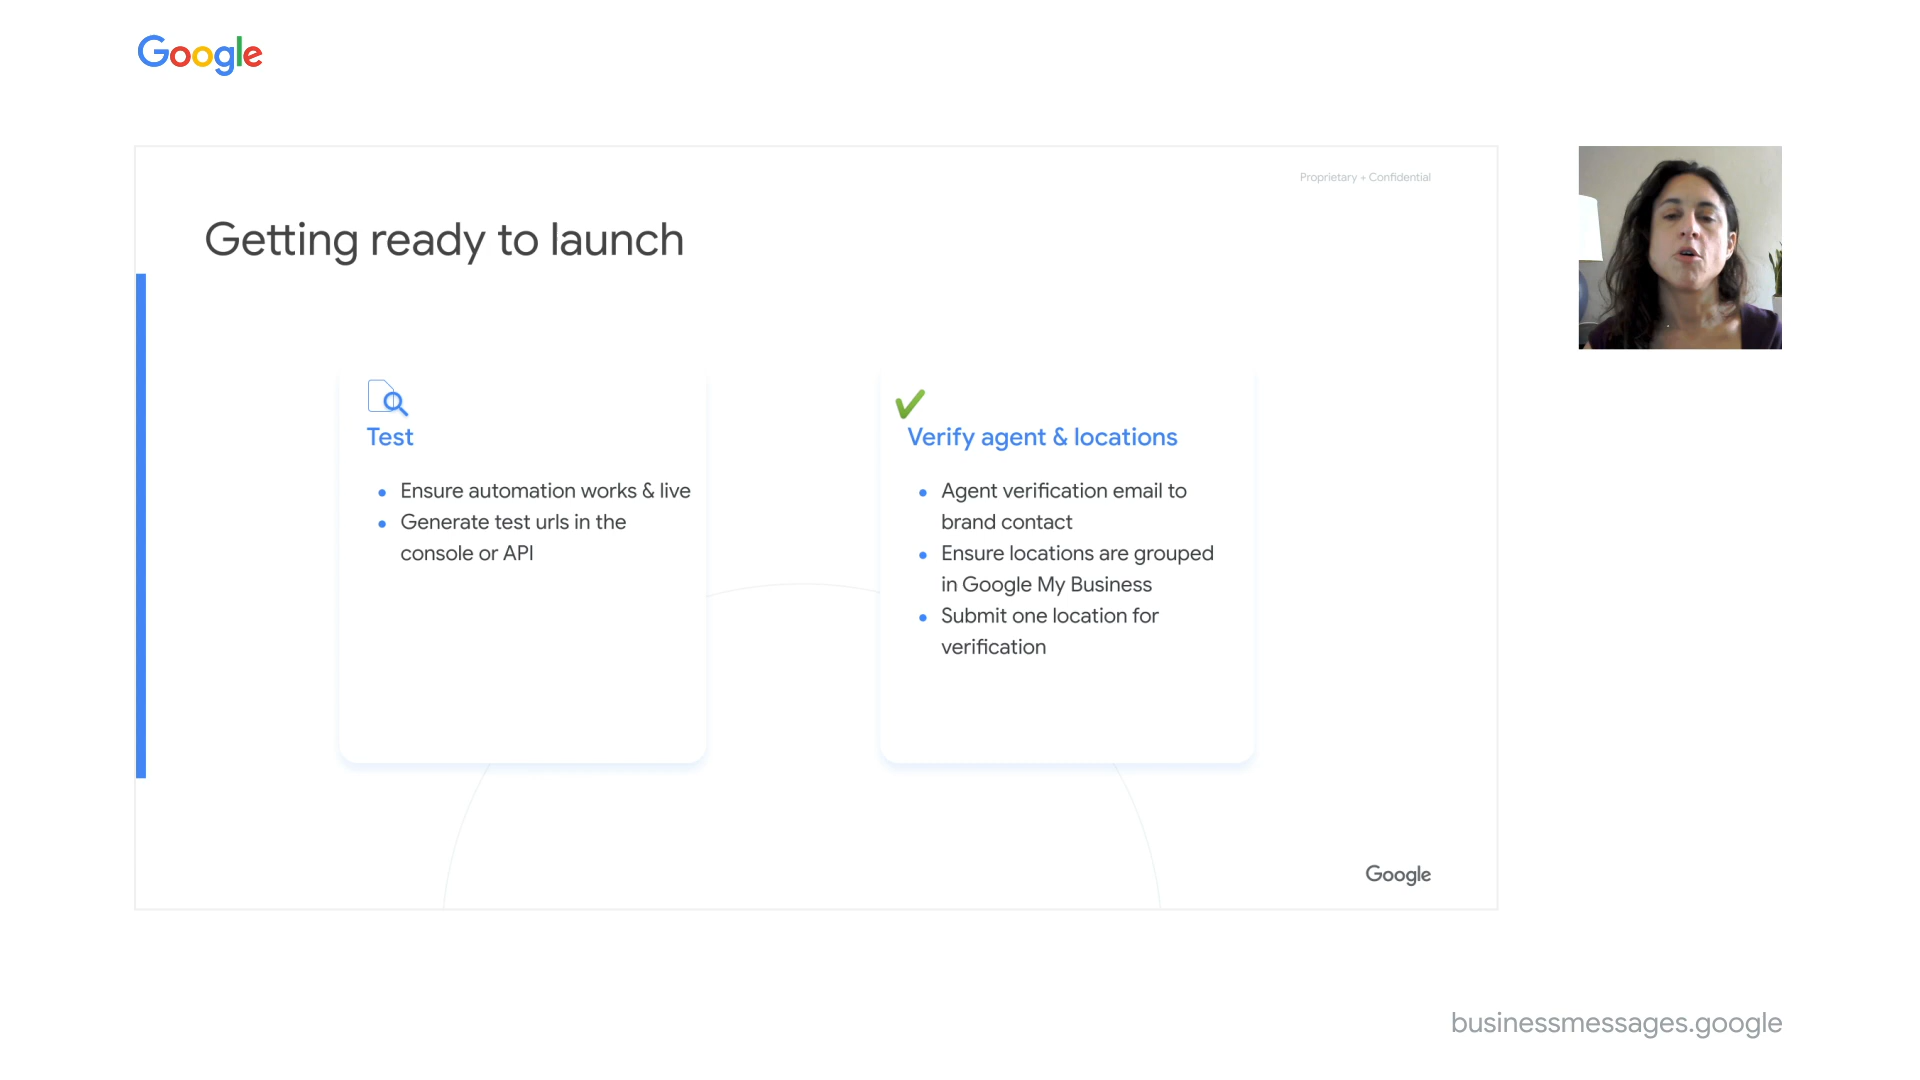 Google
Proprietary + Confidential
Getting ready to launch
Test
Ensure automation works & live
Generate test urls in the
console or API
Verify agent & locations
Agent verification email to
brand contact
Ensure locations are grouped
in Google My Business
Submit one location for
verification
Google
businessmessages.google